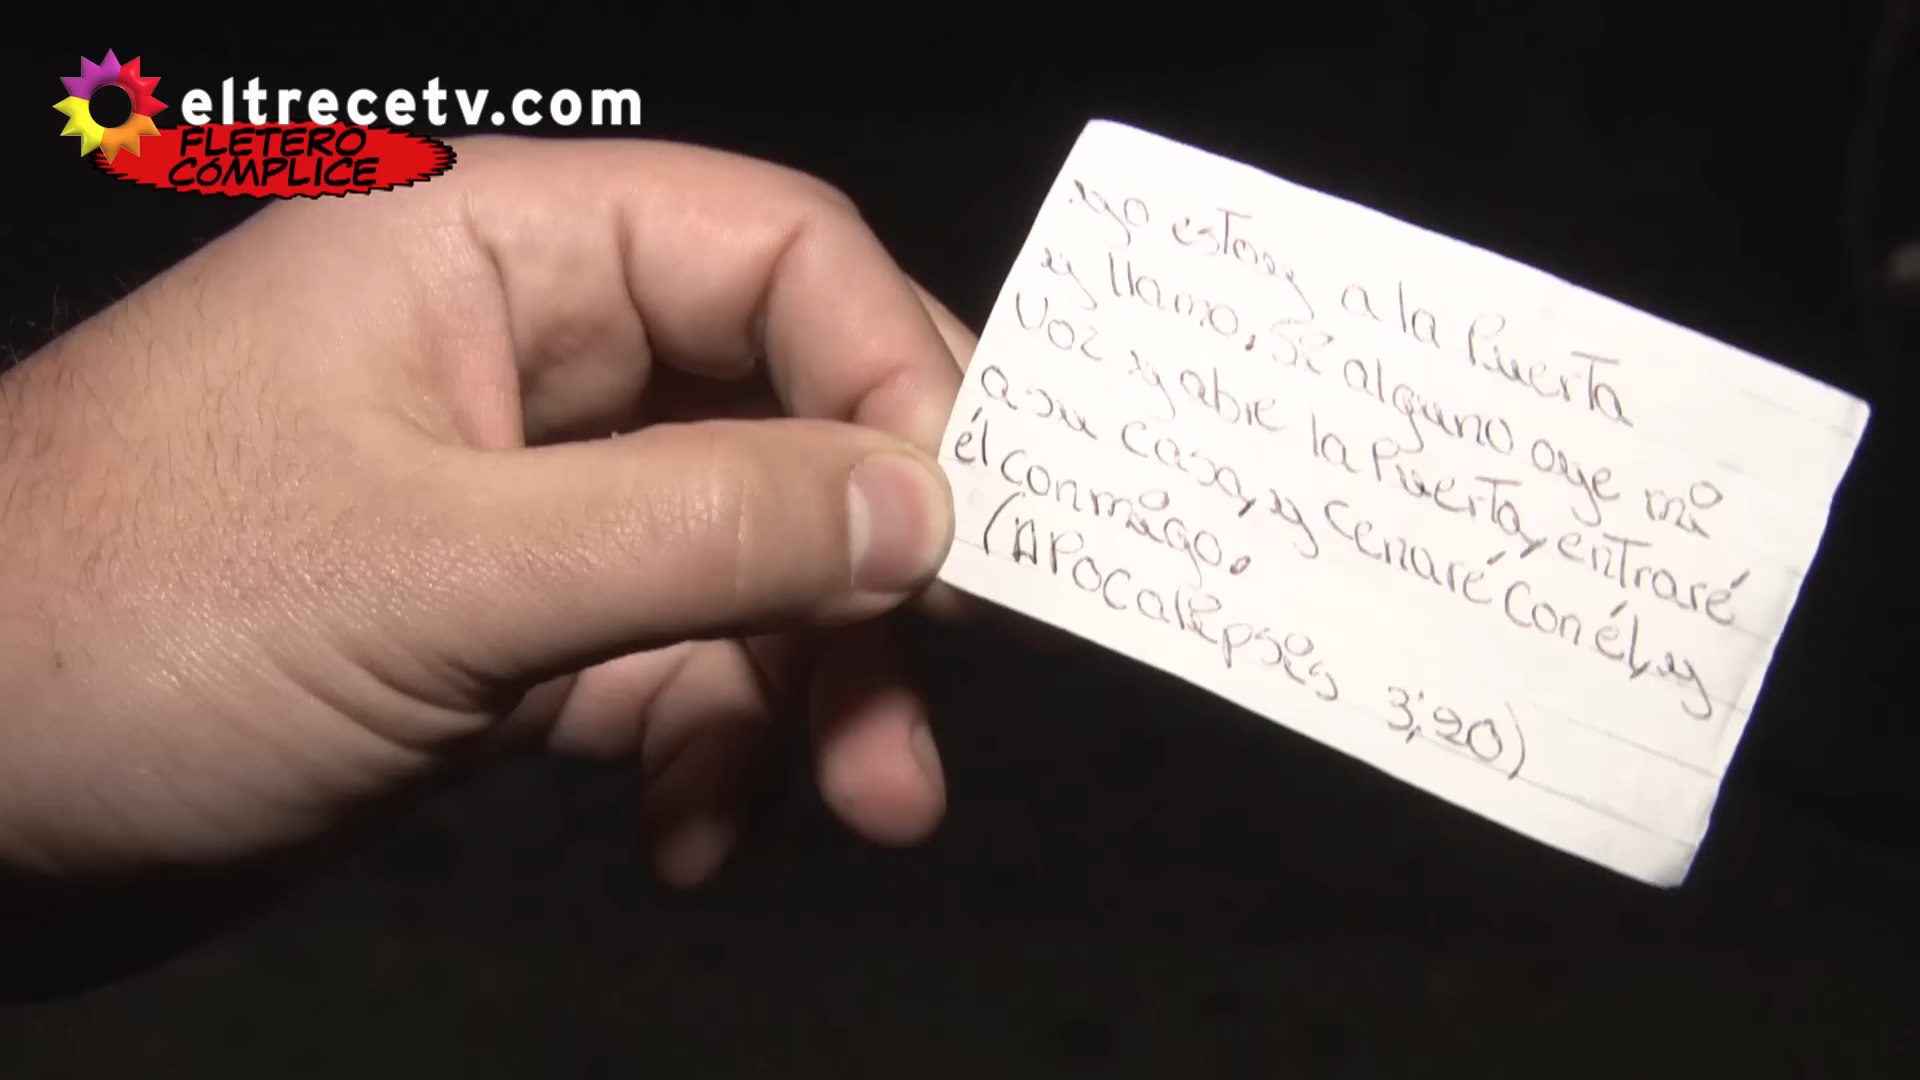 eltrecetv.com
FLETERO
CÓMPLICE
yo estoy a la Puerta
y llamo, Si alguno oye mi
Voz y abre la Puerta, entraré
a su casa, y cenaré con él, y
él conmigo.
(APocalipsis 3:20)